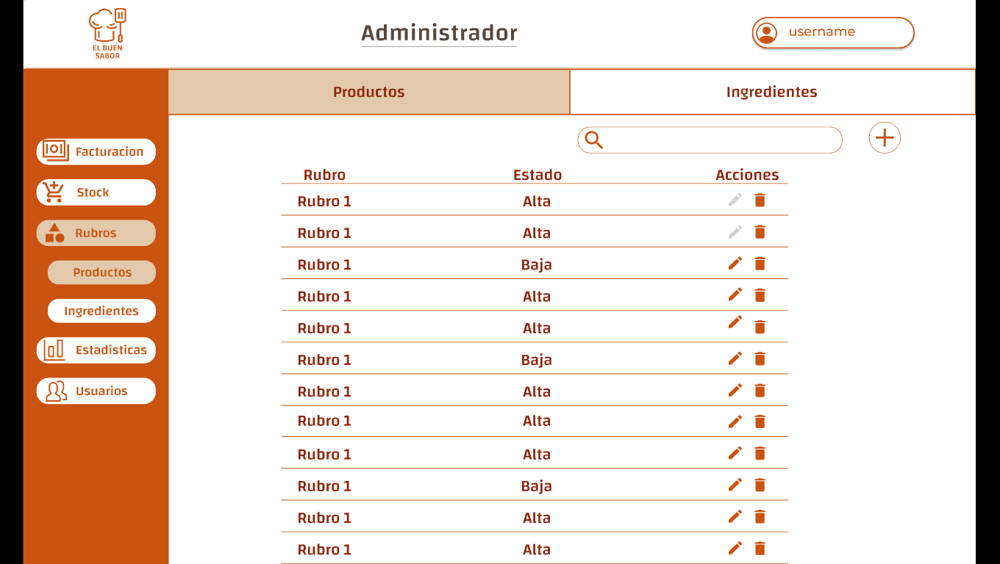 EL BUEN
SABOR
Administrador
username
Productos
Ingredientes
Facturacion
Stock
Rubros
Productos
Ingredientes
Estadisticas
Usuarios
Rubro Estado Acciones
Rubro 1 Alta
Rubro 1 Alta
Rubro 1 Baja
Rubro 1 Alta
Rubro 1 Alta
Rubro 1 Baja
Rubro 1 Alta
Rubro 1 Alta
Rubro 1 Alta
Rubro 1 Baja
Rubro 1 Alta
Rubro 1 Alta